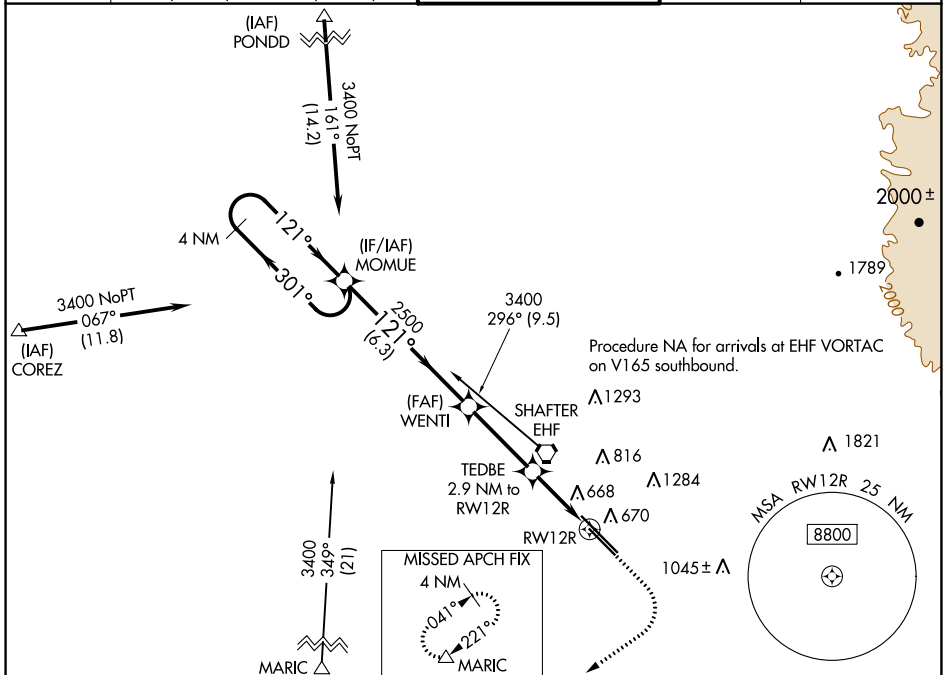 (IAF)
PONDD
3400 NoPT
161°
(14.2)
2000±
1789
2000
4 NM
121°
301°
(IF/IAF)
MOMUE
3400 NoPT
067°
(11.8)
(IAF)
COREZ
2500
121°
(6.3)
3400
296° (9.5)
Procedure NA for arrivals at EHF VORTAC
on V165 southbound.
1293
(FAF)
WENTI
SHAFTER
EHF
1821
816
1284
TEDBE
2.9 NM to
RW12R
668
670
RW12R
1045±
MSA RW12R 25 NM
8800
3400
349°
(21)
MARIC
MISSED APCH FIX
4 NM
041°
221°
MARIC